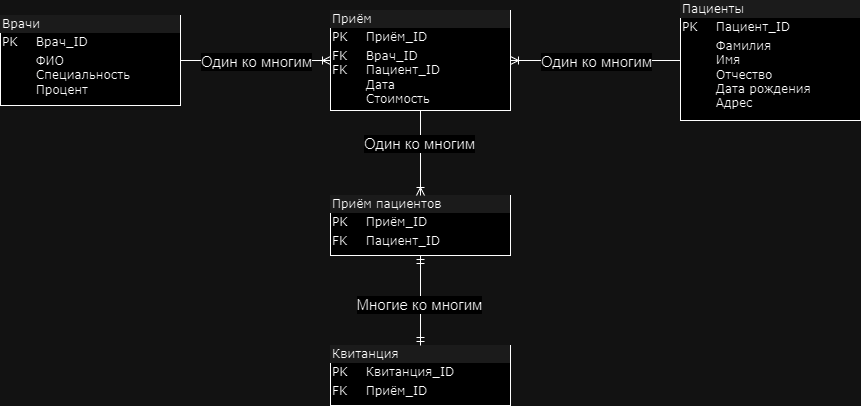 Врачи
PK Врач_ID
ФИО
Специальность
Процент
Один ко многим
Приём
PK Приём_ID
FK Врач_ID
FK Пациент_ID
Дата
Стоимость
Один ко многим
Пациенты
PK Пациент_ID
Фамилия
Имя
Отчество
Дата рождения
Адрес
Один ко многим
Приём пациентов
PK Приём_ID
FK Пациент_ID
Многие ко многим
Квитанция
PK Квитанция_ID
FK Приём_ID